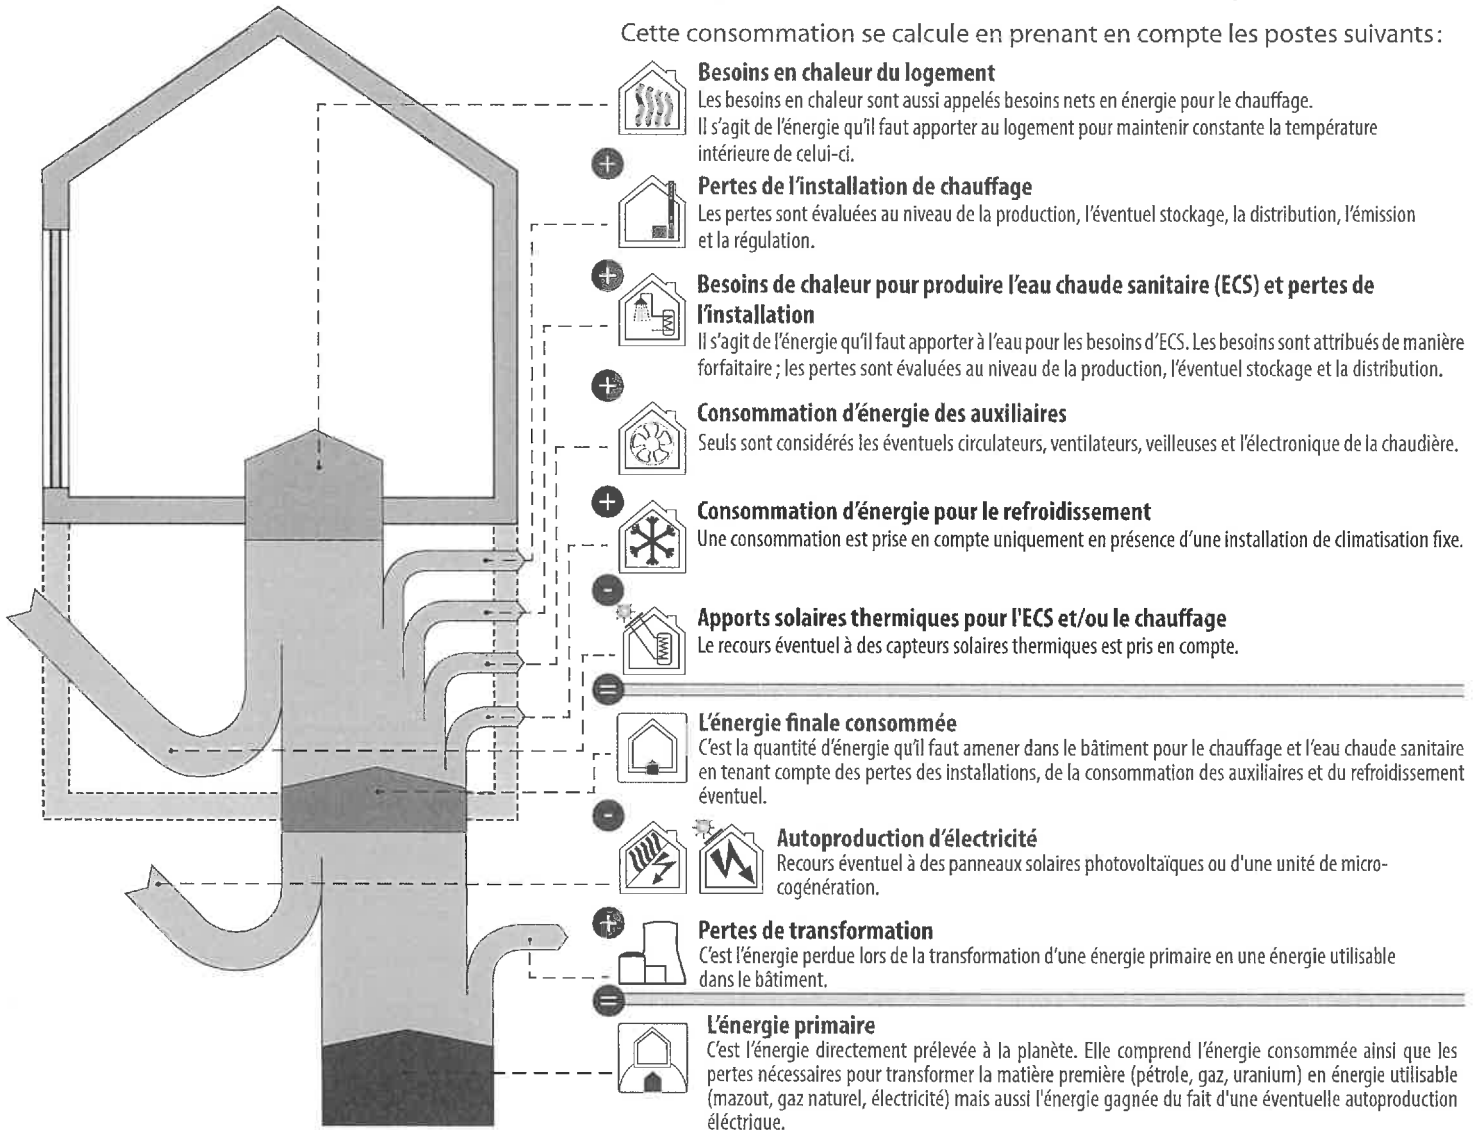 Cette consommation se calcule en prenant en compte les postes suivants :
Besoins en chaleur du logement
Les besoins en chaleur sont aussi appelés besoins nets en énergie pour le chauffage.
Il s'agit de l'énergie qu'il faut apporter au logement pour maintenir constante la température
intérieure de celui-ci.
+
Pertes de l'installation de chauffage
Les pertes sont évaluées au niveau de la production, l'éventuel stockage, la distribution, l'émission
et la régulation.
+
Besoins de chaleur pour produire l'eau chaude sanitaire (ECS) et pertes de
l'installation
Il s'agit de l'énergie qu'il faut apporter à l'eau pour les besoins d'ECS. Les besoins sont attribués de manière
forfaitaire ; les pertes sont évaluées au niveau de la production, l'éventuel stockage et la distribution.
+
Consommation d'énergie des auxiliaires
Seuls sont considérés les éventuels circulateurs, ventilateurs, veilleuses et l'électronique de la chaudière.
+
Consommation d'énergie pour le refroidissement
Une consommation est prise en compte uniquement en présence d'une installation de climatisation fixe.
-
Apports solaires thermiques pour l'ECS et/ou le chauffage
Le recours éventuel à des capteurs solaires thermiques est pris en compte.
=
L'énergie finale consommée
C'est la quantité d'énergie qu'il faut amener dans le bâtiment pour le chauffage et l'eau chaude sanitaire
en tenant compte des pertes des installations, de la consommation des auxiliaires et du refroidissement
éventuel.
-
Autoproduction d'électricité
Recours éventuel à des panneaux solaires photovoltaïques ou d'une unité de micro-
cogénération.
+
Pertes de transformation
C'est l'énergie perdue lors de la transformation d'une énergie primaire en une énergie utilisable
dans le bâtiment.
=
L'énergie primaire
C'est l'énergie directement prélevée à la planète. Elle comprend l'énergie consommée ainsi que les
pertes nécessaires pour transformer la matière première (pétrole, gaz, uranium) en énergie utilisable
(mazout, gaz naturel, électricité) mais aussi l'énergie gagnée du fait d'une éventuelle autoproduction
éléctrique.